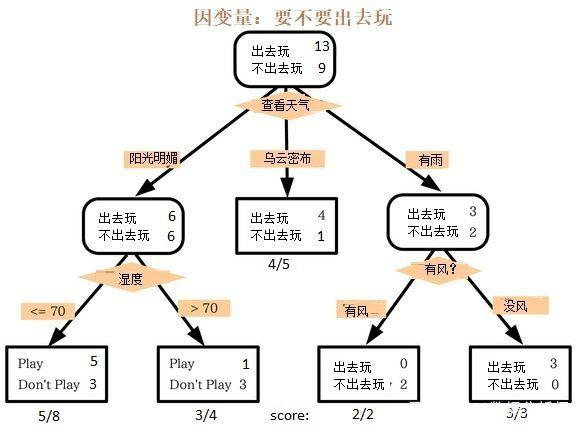 因变量：要不要出去玩
出去玩 13
不出去玩 9
查看天气
阳光明媚
乌云密布
有雨
出去玩 6
不出去玩 6
出去玩 4
不出去玩 1
出去玩 3
不出去玩 2
4/5
湿度
有风？
<= 70
> 70
有风
没风
Play 5
Don't Play 3
Play 1
Don't Play 3
出去玩 0
不出去玩 2
出去玩 3
不出去玩 0
5/8
3/4
score:
2/2
3/3